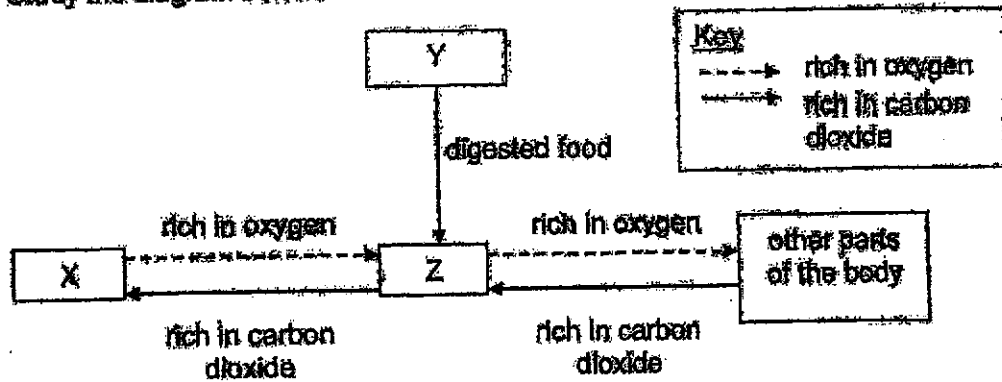 Y
Key
rich in oxygen
rich in carbon
dioxide
digested food
rich in oxygen
rich in oxygen
X
Z
other parts
of the body
rich in carbon
dioxide
rich in carbon
dioxide